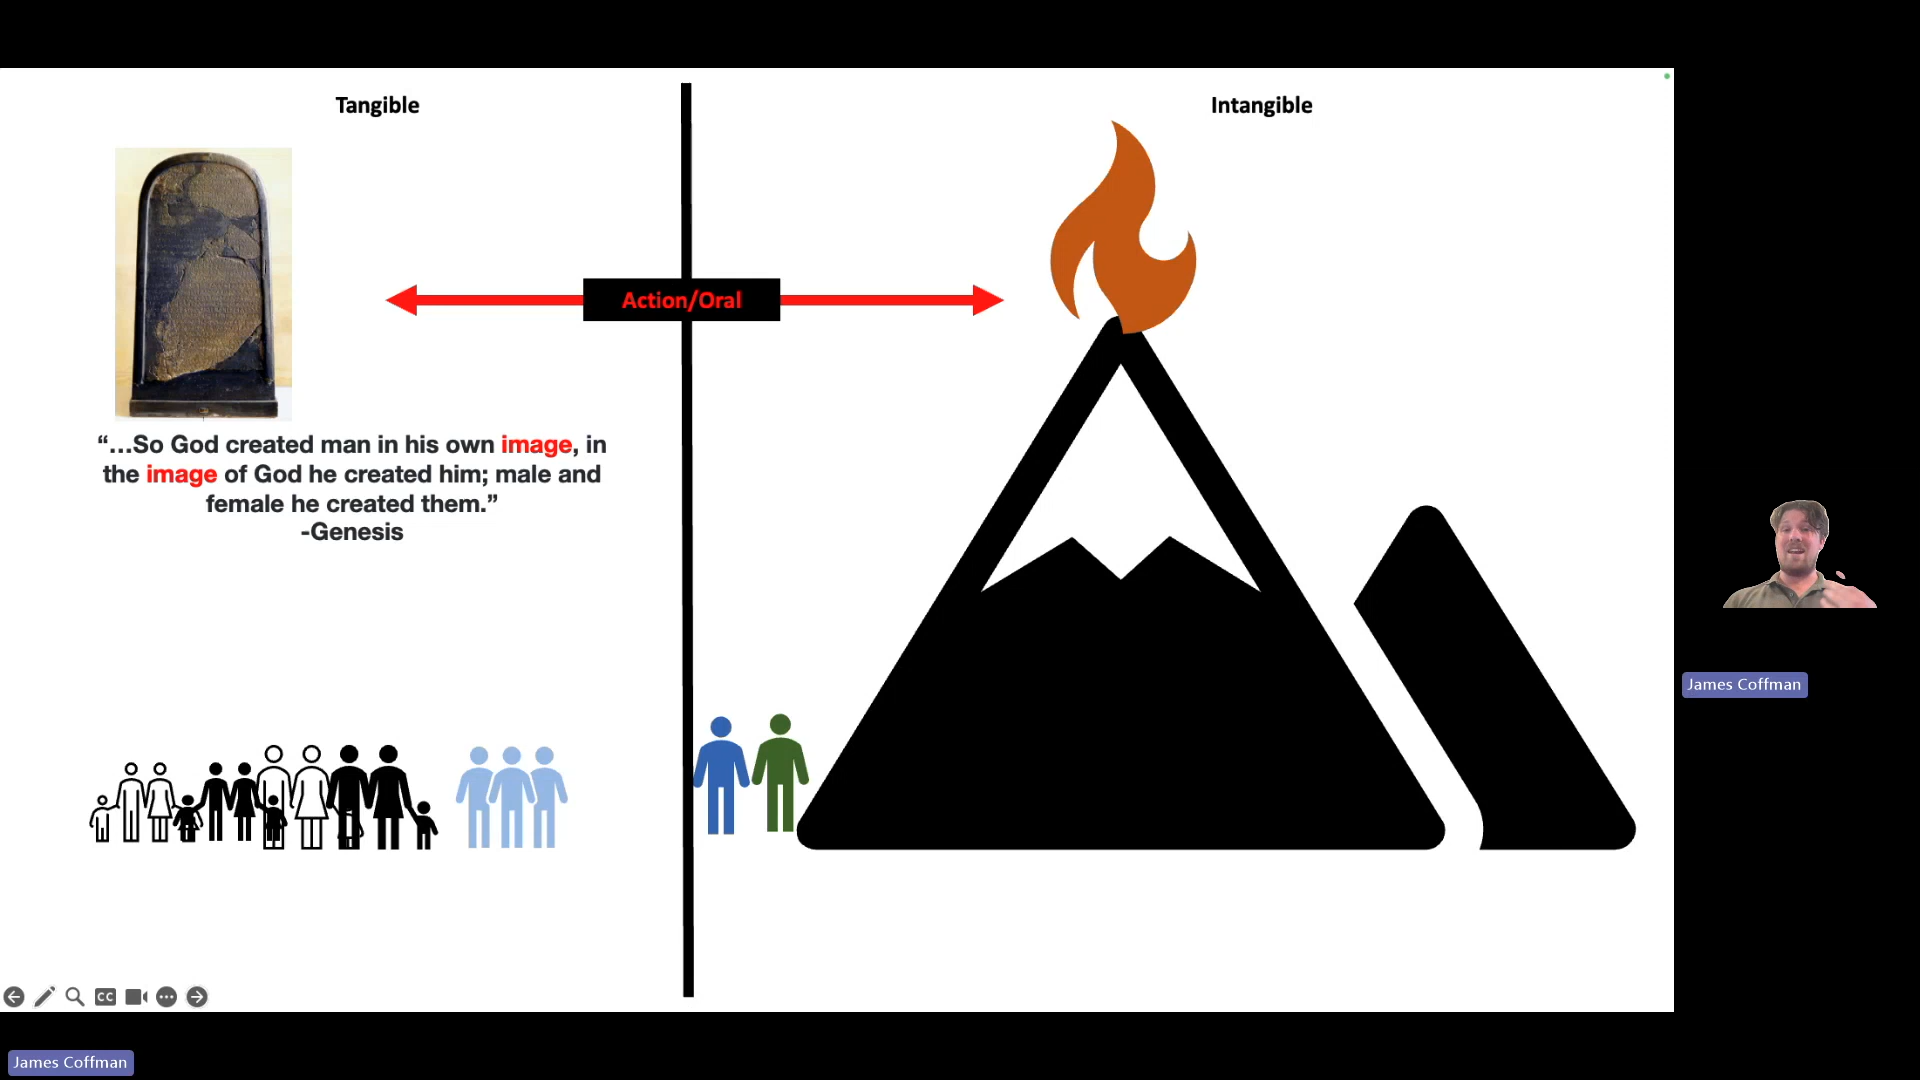 Tangible
Intangible
Action/Oral
“...So God created man in his own image, in
the image of God he created him; male and
female he created them.”
-Genesis
James Coffman
CC
James Coffman